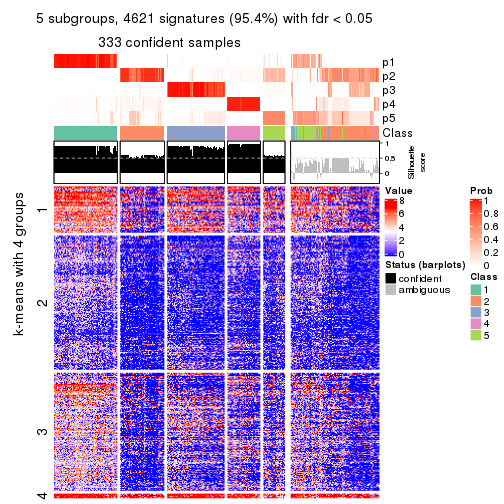 5 subgroups, 4621 signatures (95.4%) with fdr < 0.05
333 confident samples
p1
p2
p3
p4
p5
Class
1
0.5
0
Silhouette
score
k-means with 4 groups
1
2
3
4
Value
8
6
4
2
0
Status (barplots)
confident
ambiguous
Prob
1
0.8
0.6
0.4
0.2
0
Class
1
2
3
4
5